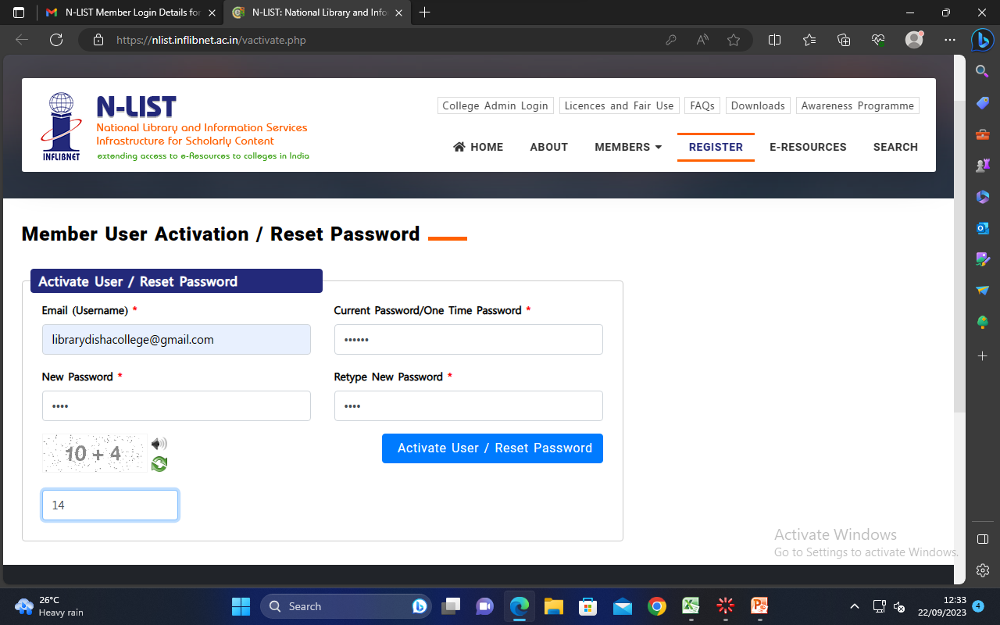 N-LIST Member Login Details for
N-LIST: National Library and Infor
https://nlist.inflibnet.ac.in/vactivate.php
N-LIST
National Library and Information Services
Infrastructure for Scholarly Content
extending access to e-Resources to colleges in India
INFLIBNET
College Admin Login
Licences and Fair Use
FAQs
Downloads
Awareness Programme
HOME
ABOUT
MEMBERS
REGISTER
E-RESOURCES
SEARCH
Member User Activation / Reset Password
Activate User / Reset Password
Email (Username) *
Current Password/One Time Password *
librarydishacollege@gmail.com
••••••
New Password *
Retype New Password *
••••
••••
10 + 4
Activate User / Reset Password
14
Activate Windows
Go to Settings to activate Windows.
26°C
Heavy rain
Search
12:33
22/09/2023
4